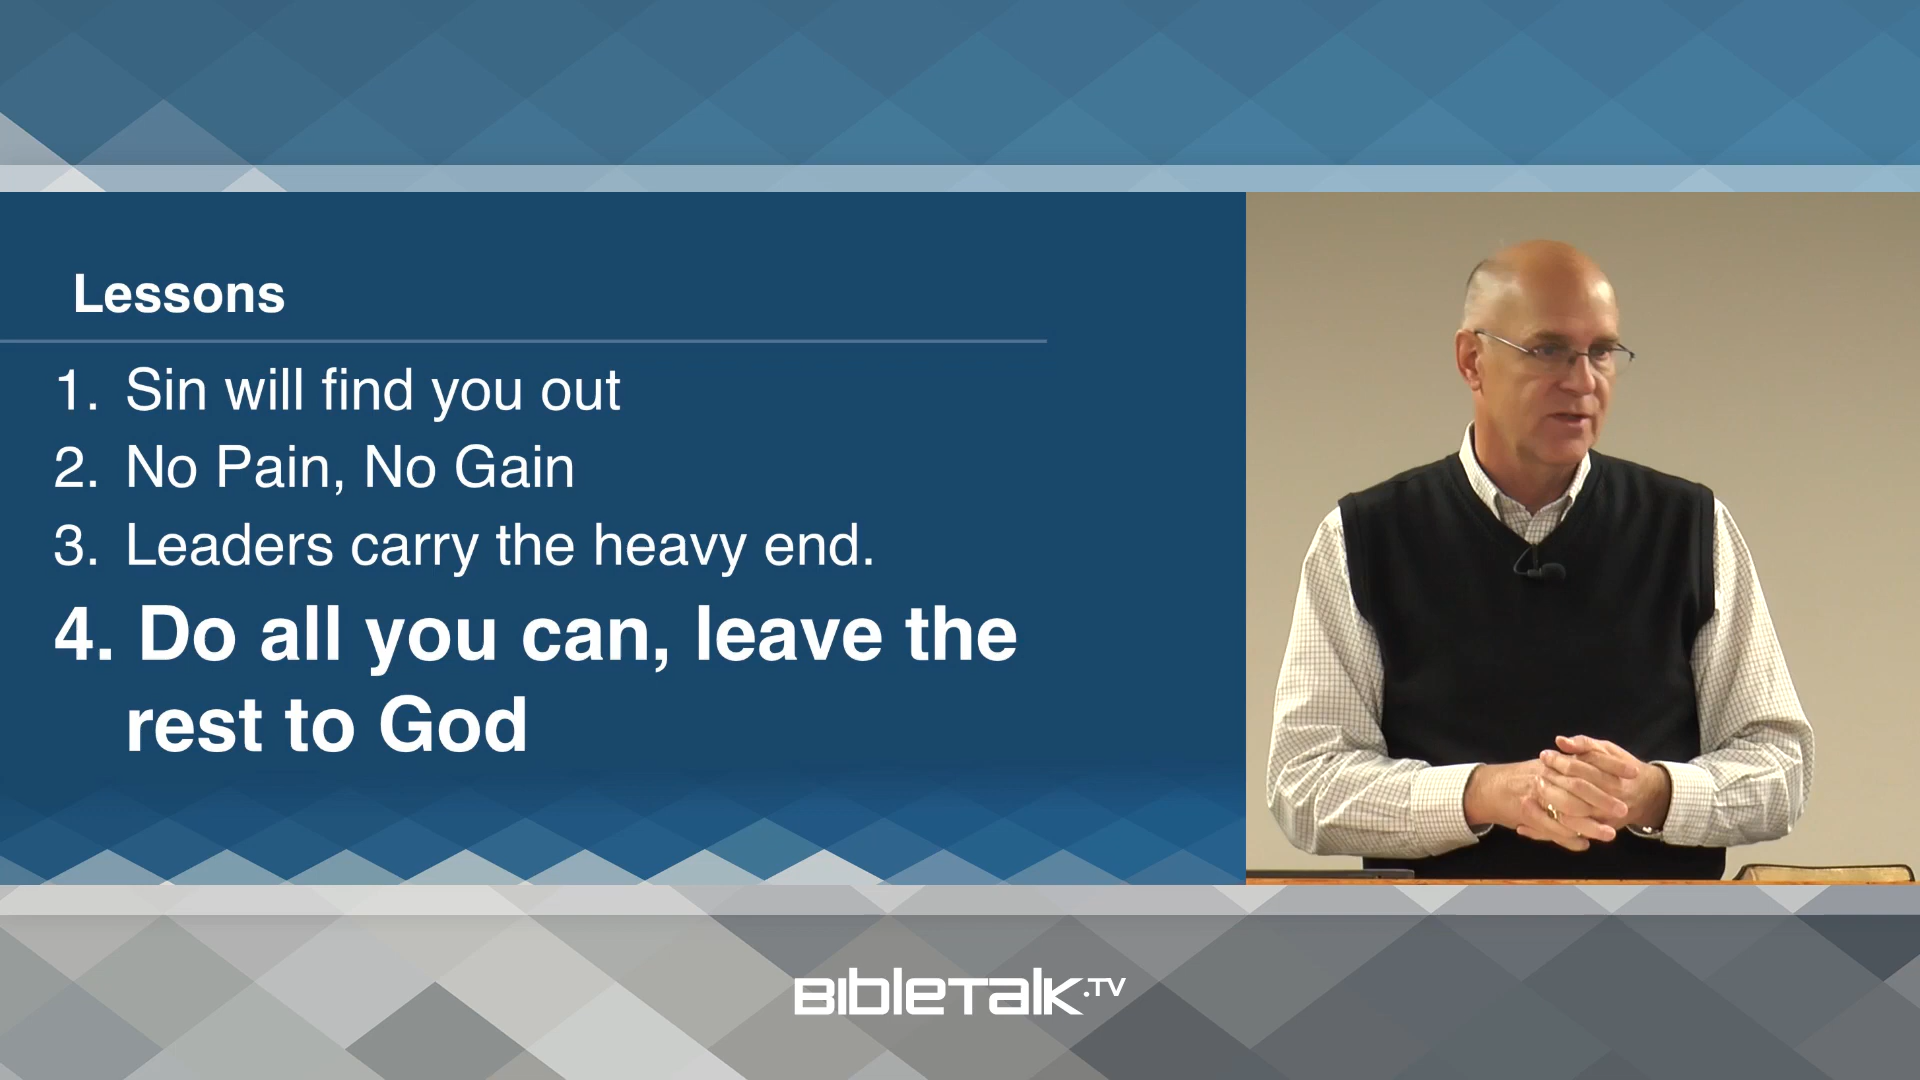 Lessons
1. Sin will find you out
2. No Pain, No Gain
3. Leaders carry the heavy end.
4. Do all you can, leave the
rest to God
BibleTalk.TV